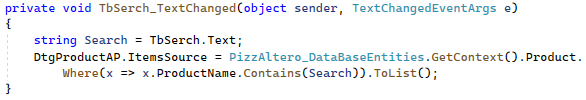 private void TbSerch_TextChanged(object sender, TextChangedEventArgs e)
{
    string Search = TbSerch.Text;
    DtgProductAP.ItemsSource = PizzAltero_DataBaseEntities.GetContext().Product.
        Where(x => x.ProductName.Contains(Search)).ToList();
}